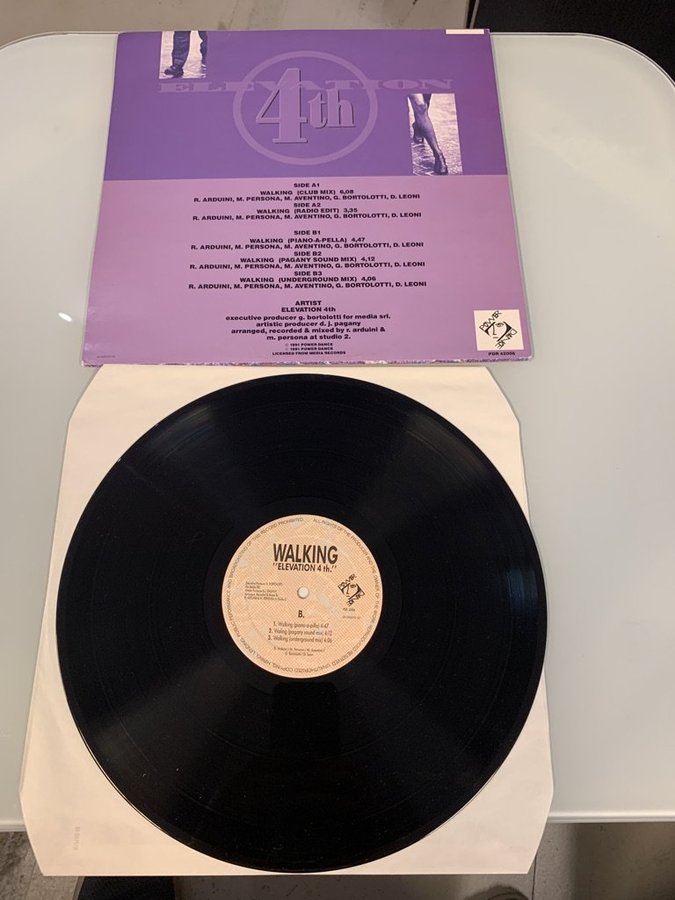 ELEVATION
4th
SIDE A1
WALKING (CLUB MIX) 6,08
R. ARDUINI, M. PERSONA, M. AVENTINO, G. BORTOLOTTI, D. LEONI
SIDE A2
WALKING (RADIO EDIT) 3,35
R. ARDUINI, M. PERSONA, M. AVENTINO, G. BORTOLOTTI, D. LEONI
SIDE B1
WALKING (PIANO-A-PELLA) 4,47
R. ARDUINI, M. PERSONA, M. AVENTINO, G. BORTOLOTTI, D. LEONI
SIDE B2
WALKING (PAGANY SOUND MIX) 4,12
R. ARDUINI, M. PERSONA, M, AVENTINO, G. BORTOLOTTI, D. LEONI
SIDE B3
WALKING (UNDERGROUND MIX) 4,06
R. ARDUINI, M. PERSONA, M. AVENTINO, G. BORTOLOTTI, D. LEONI
ARTIST
ELEVATION 4th
executive producer g. bortolotti for media srl.
artistic producer d. j. pagany
arranged, recorded & mixed by r. arduini &
m. persona at studio 2.
© 1991 POWER DANCE
℗ 1991 POWER DANCE
LICENSED FROM MEDIA RECORDS
POWER DANCE
PDR 42006
WALKING
"ELEVATION 4 th."
POWER DANCE
B.
1. Walking (piano-a-pella) 4:47
2. Walking (pagany sound mix) 4:12
3. Walking (underground mix) 4:06